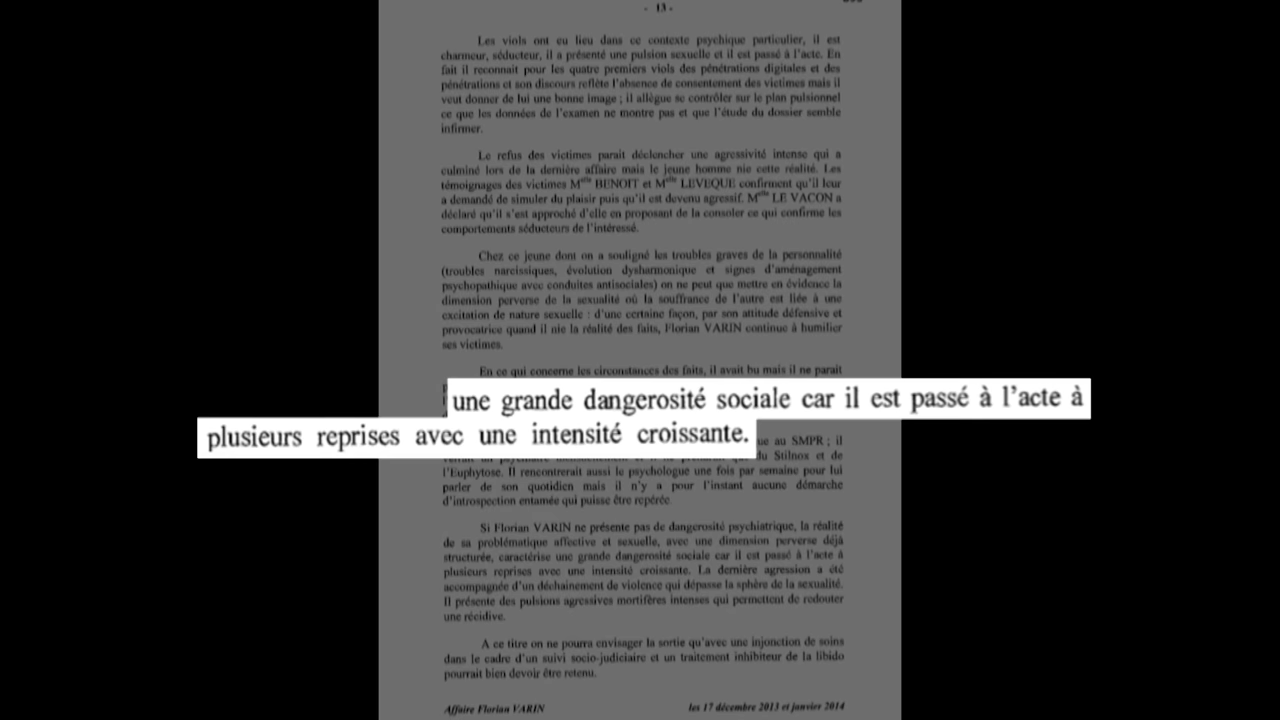 - 13 -
Les viols ont eu lieu dans ce contexte psychique particulier, il est
charmeur, séducteur, il a présenté une pulsion sexuelle et il est passé à l'acte. En
fait il reconnait pour les quatre premiers viols des pénétrations digitales et des
pénétrations et son discours reflète l'absence de consentement des victimes mais il
veut donner de lui une bonne image ; il allègue se contrôler sur le plan pulsionnel
ce que les données de l'examen ne montre pas et que l'étude du dossier semble
infirmer.
Le refus des victimes parait déclencher une agressivité intense qui a
culminé lors de la dernière affaire mais le jeune homme nie cette réalité. Les
témoignages des victimes Melle BENOIT et Melle LEVEQUE confirment qu'il leur
a demandé de simuler du plaisir puis qu'il est devenu agressif. Melle LE VACON a
déclaré qu'il s'est approché d'elle en proposant de la consoler ce qui confirme les
comportements séducteurs de l'intéressé.
Chez ce jeune dont on a souligné les troubles graves de la personnalité
(troubles narcissiques, évolution dysharmonique et signes d'aménagement
psychopathique avec conduites antisociales) on ne peut que mettre en évidence la
dimension perverse de la sexualité où la souffrance de l'autre est liée à une
excitation de nature sexuelle : d'une certaine façon, par son attitude défensive et
provocatrice quand il nie la réalité des faits, Florian VARIN continue à humilier
ses victimes.
En ce qui concerne les circonstances des faits, il avait bu mais il ne parait
une grande dangerosité sociale car il est passé à l'acte à
plusieurs reprises avec une intensité croissante.
au SMPR ; il
du Stilnox et de
l'Euphytose. Il rencontrerait aussi le psychologue une fois par semaine pour lui
parler de son quotidien mais il n'y a pour l'instant aucune démarche
d'introspection entamée qui puisse être repérée.
Si Florian VARIN ne présente pas de dangerosité psychiatrique, la réalité
de sa problématique affective et sexuelle, avec une dimension perverse déjà
structurée, caractérise une grande dangerosité sociale car il est passé à l'acte à
plusieurs reprises avec une intensité croissante. La dernière agression a été
accompagnée d'un déchainement de violence qui dépasse la sphère de la sexualité.
Il présente des pulsions agressives mortifères intenses qui permettent de redouter
une récidive.
A ce titre on ne pourra envisager la sortie qu'avec une injonction de soins
dans le cadre d'un suivi socio-judiciaire et un traitement inhibiteur de la libido
pourrait bien devoir être retenu.
Affaire Florian VARIN les 17 décembre 2013 et janvier 2014